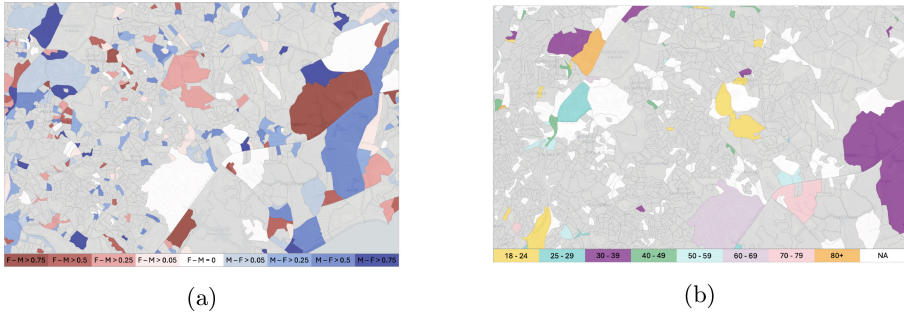 F – M > 0.75 F – M > 0.5 F – M > 0.25 F – M > 0.05 F – M = 0 M – F > 0.05 M – F > 0.25 M – F > 0.5 M – F > 0.75
18 - 24 25 - 29 30 - 39 40 - 49 50 - 59 60 - 69 70 - 79 80+ NA
(a)
(b)